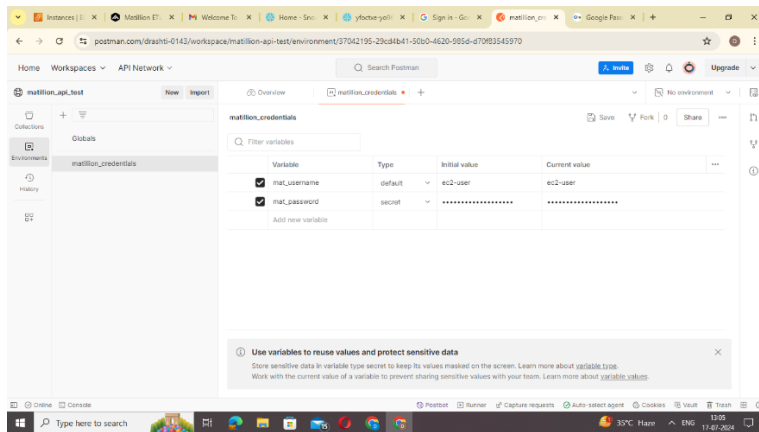 Instances | E
Matillion ET
Welcome To
Home - Sno
yfoctve-yo
Sign in - Goo
matillion_cre
Google Pass
postman.com/drashti-0143/workspace/matillion-api-test/environment/37042195-29cd4b41-50b0-4620-985d-d70f83545970
Home Workspaces API Network Search Postman Invite Upgrade
matillion_api_test New Import Overview matillion_credentials No environment
Collections
Environments
History
Globals
matillion_credentials
matillion_credentials Save Fork 0 Share
Filter variables
Variable Type Initial value Current value
mat_username default ec2-user ec2-user
mat_password secret
Add new variable
Use variables to reuse values and protect sensitive data
Store sensitive data in variable type secret to keep its values masked on the screen. Learn more about variable type.
Work with the current value of a variable to prevent sharing sensitive values with your team. Learn more about variable values.
Online Console Postbot Runner Capture requests Auto-select agent Cookies Vault Trash
Type here to search 35°C Haze ENG 13:05
17-07-2024